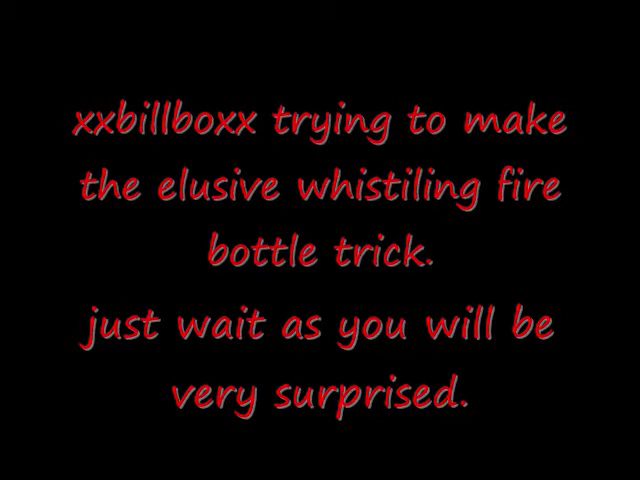 xxbillboxx trying to make
the elusive whistiling fire
bottle trick.
just wait as you will be
very surprised.